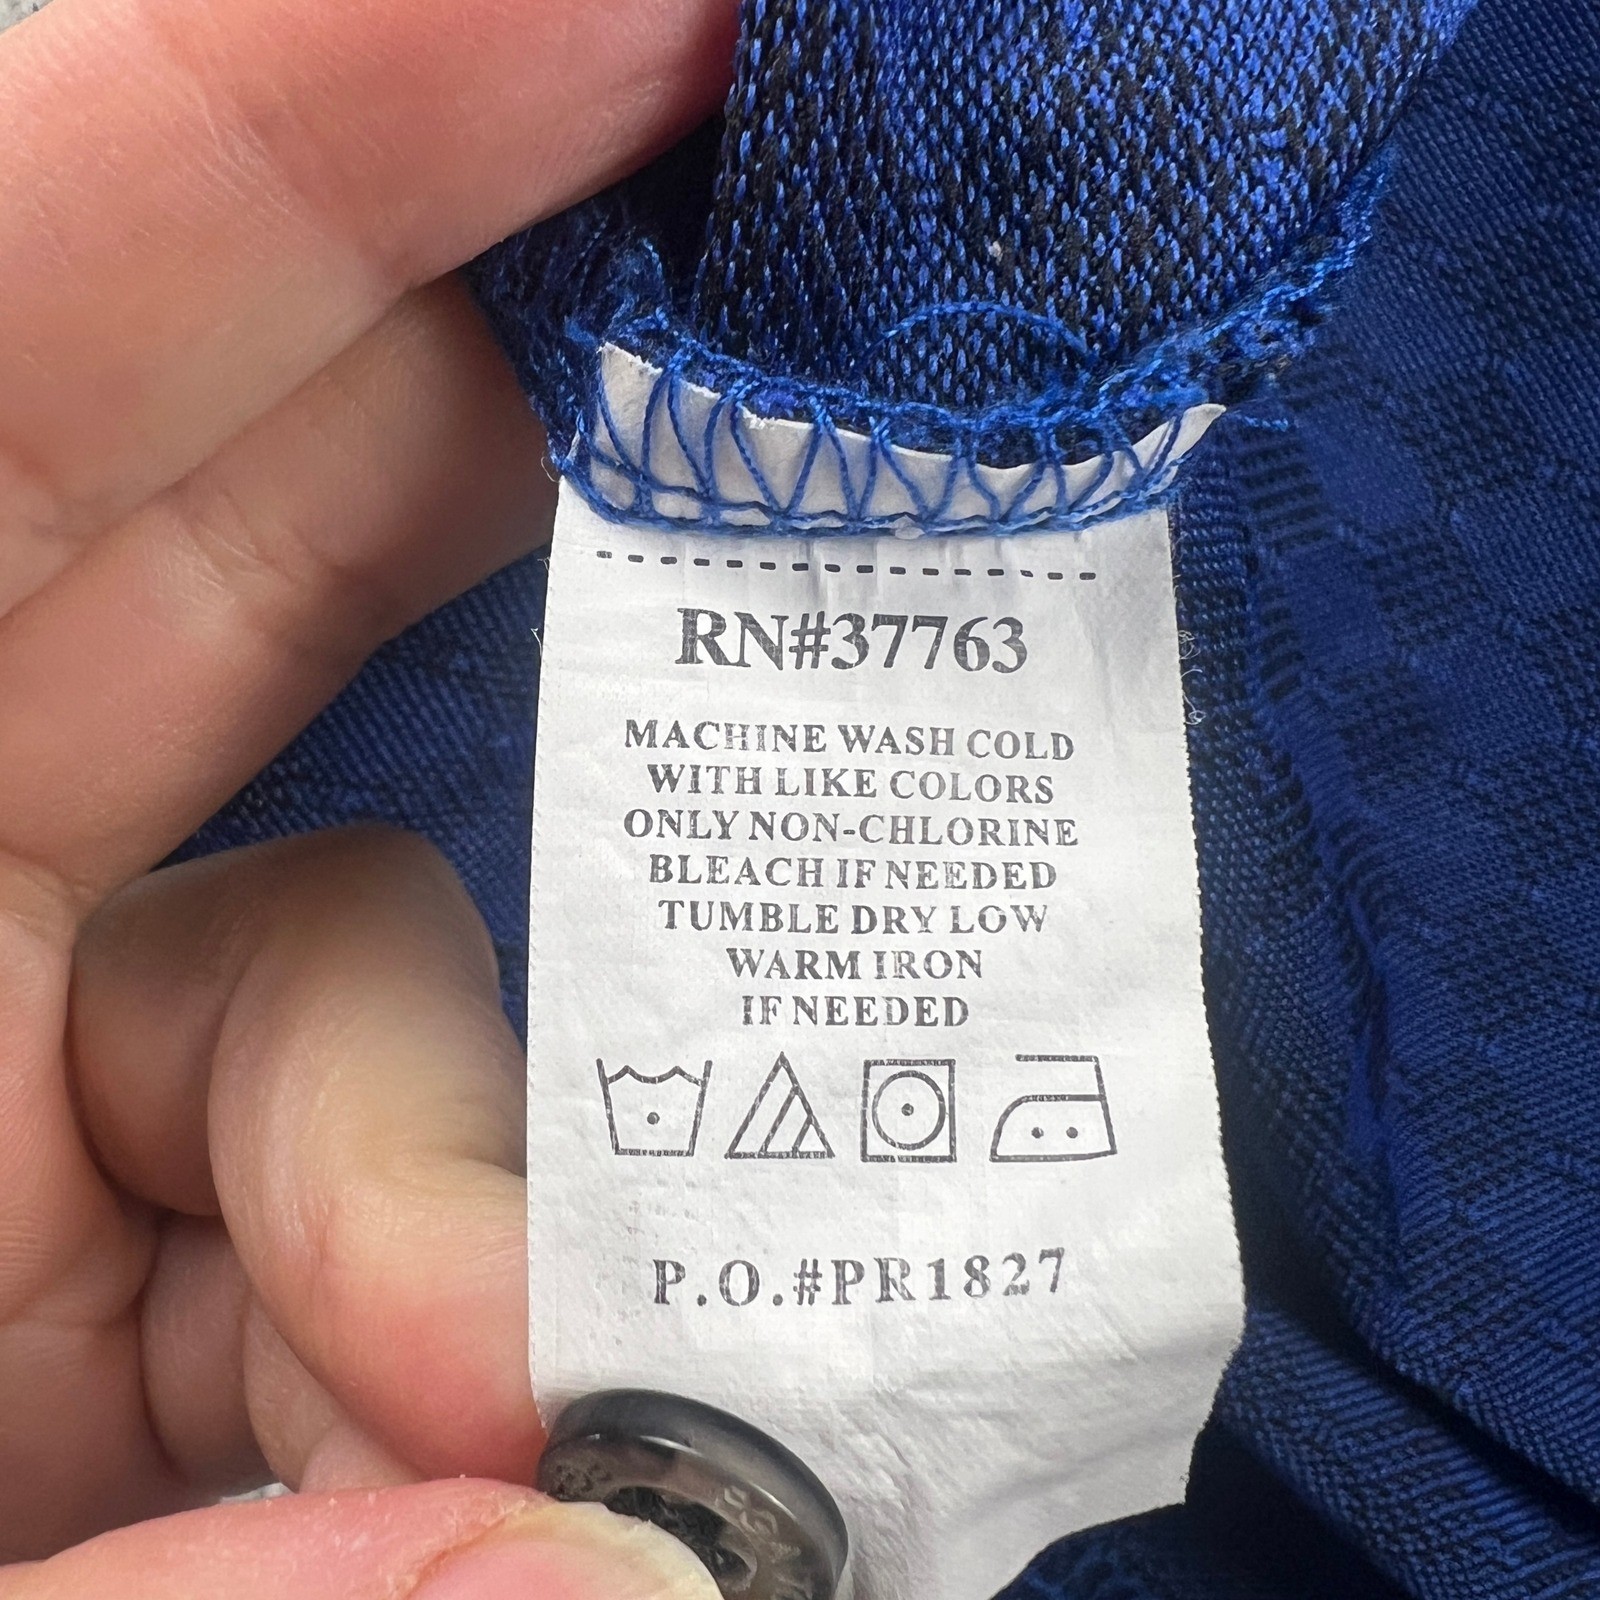 RN#37763
MACHINE WASH COLD
WITH LIKE COLORS
ONLY NON-CHLORINE
BLEACH IF NEEDED
TUMBLE DRY LOW
WARM IRON
IF NEEDED
P.O.#PR1827